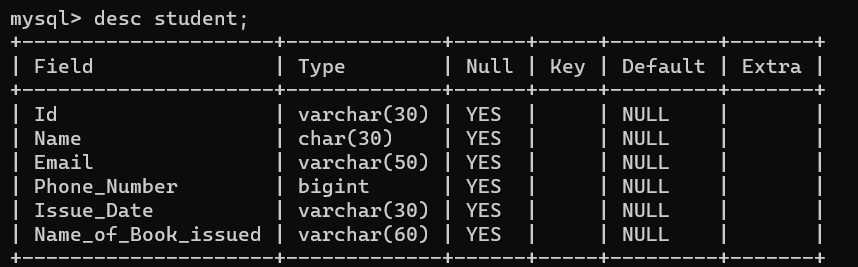 mysql> desc student;
+---------------------+-------------+------+-----+---------+-------+
| Field               | Type        | Null | Key | Default | Extra |
+---------------------+-------------+------+-----+---------+-------+
| Id                  | varchar(30) | YES  |     | NULL    |       |
| Name                | char(30)    | YES  |     | NULL    |       |
| Email               | varchar(50) | YES  |     | NULL    |       |
| Phone_Number        | bigint      | YES  |     | NULL    |       |
| Issue_Date          | varchar(30) | YES  |     | NULL    |       |
| Name_of_Book_issued | varchar(60) | YES  |     | NULL    |       |
+---------------------+-------------+------+-----+---------+-------+